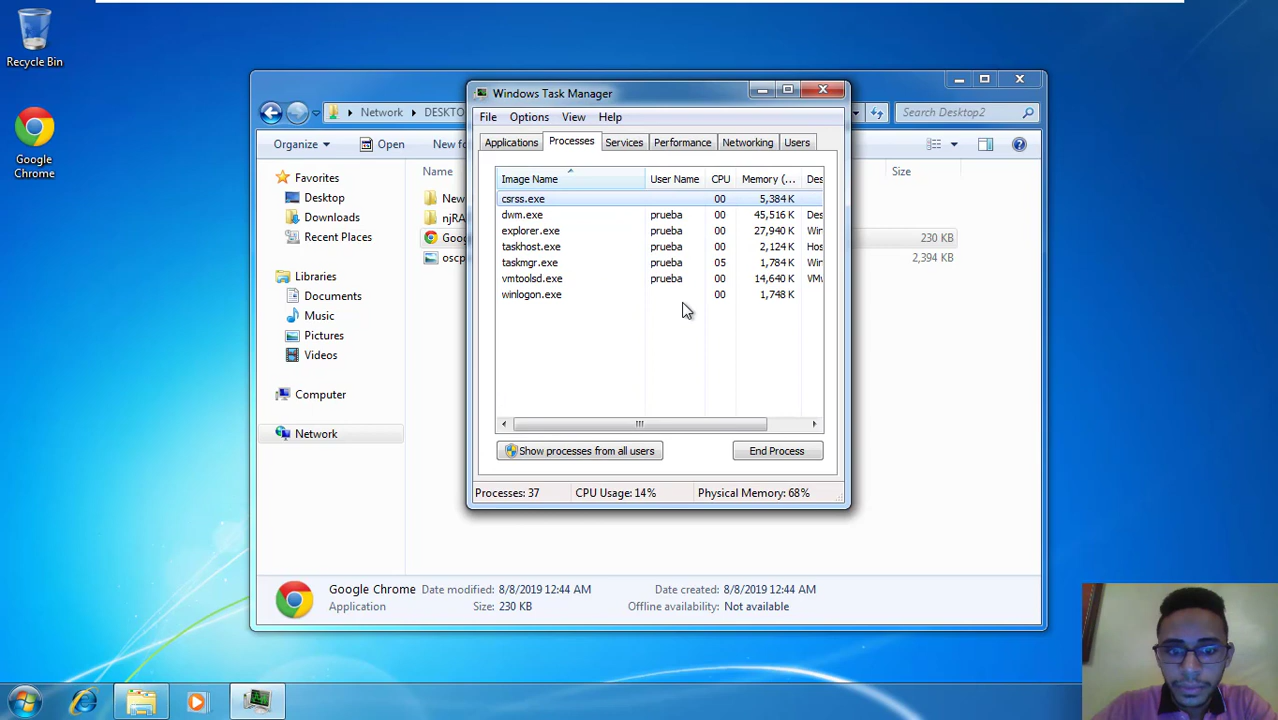 Recycle Bin
Google
Chrome
Network
DESKTO
Search Desktop2
Organize
Open
New fo
Name
Size
Favorites
Desktop
Downloads
Recent Places
Libraries
Documents
Music
Pictures
Videos
Computer
Network
New
njRA
Goo
230 KB
oscp
2,394 KB
Windows Task Manager
File Options View Help
Applications Processes Services Performance Networking Users
Image Name User Name CPU Memory (... Des
csrss.exe 00 5,384 K
dwm.exe prueba 00 45,516 K Des
explorer.exe prueba 00 27,940 K Win
taskhost.exe prueba 00 2,124 K Hos
taskmgr.exe prueba 05 1,784 K Win
vmtoolsd.exe prueba 00 14,640 K VMw
winlogon.exe 00 1,748 K
Show processes from all users End Process
Processes: 37 CPU Usage: 14% Physical Memory: 68%
Google Chrome Date modified: 8/8/2019 12:44 AM Date created: 8/8/2019 12:44 AM
Application Size: 230 KB Offline availability: Not available